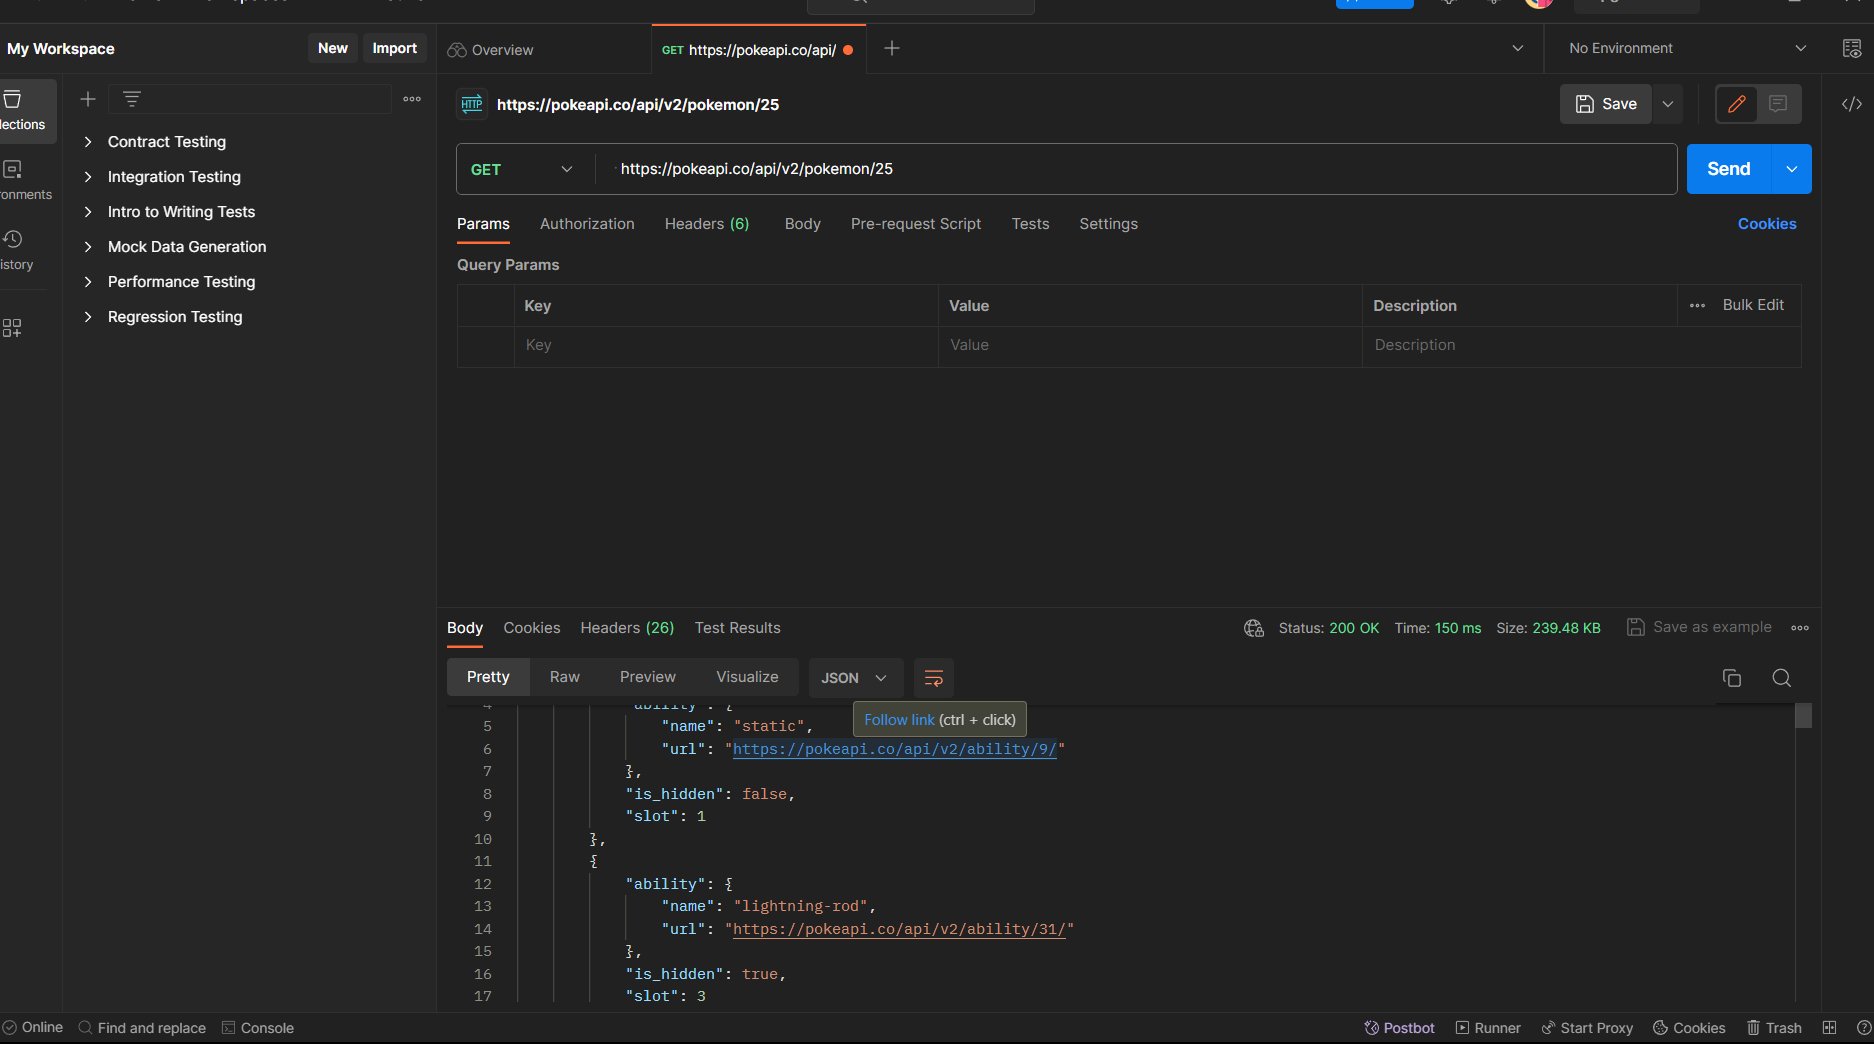 My Workspace
New
Import
Overview
GET https://pokeapi.co/api/
No Environment
lections
ronments
istory
Contract Testing
Integration Testing
Intro to Writing Tests
Mock Data Generation
Performance Testing
Regression Testing
HTTP
https://pokeapi.co/api/v2/pokemon/25
Save
GET
https://pokeapi.co/api/v2/pokemon/25
Send
Params
Authorization
Headers (6)
Body
Pre-request Script
Tests
Settings
Cookies
Query Params
Key
Value
Description
Bulk Edit
Key
Value
Description
Body
Cookies
Headers (26)
Test Results
Status: 200 OK
Time: 150 ms
Size: 239.48 KB
Save as example
Pretty
Raw
Preview
Visualize
JSON
Follow link (ctrl + click)
4 "ability": {
5 "name": "static",
6 "url": "https://pokeapi.co/api/v2/ability/9/"
7 },
8 "is_hidden": false,
9 "slot": 1
10 },
11 {
12 "ability": {
13 "name": "lightning-rod",
14 "url": "https://pokeapi.co/api/v2/ability/31/"
15 },
16 "is_hidden": true,
17 "slot": 3
Online
Find and replace
Console
Postbot
Runner
Start Proxy
Cookies
Trash